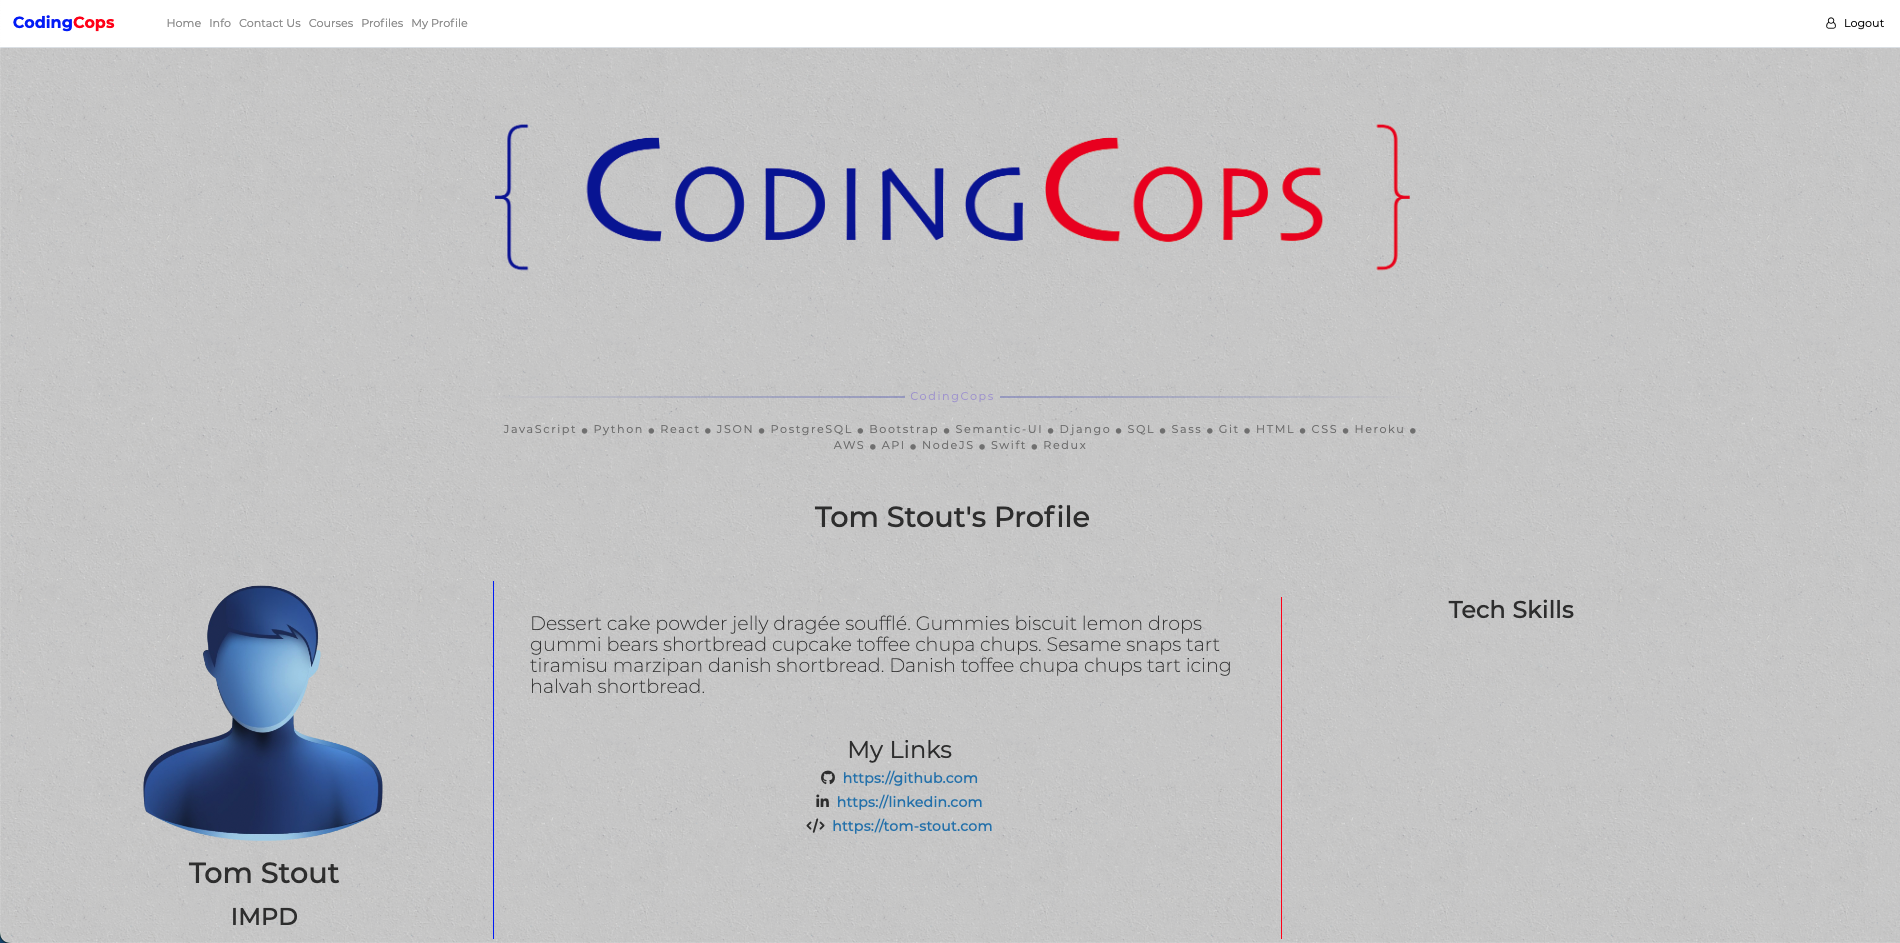 CodingCops Home Info Contact Us Courses Profiles My Profile Logout
{ CODINGCOPS }
CodingCops
JavaScript ● Python ● React ● JSON ● PostgreSQL ● Bootstrap ● Semantic-UI ● Django ● SQL ● Sass ● Git ● HTML ● CSS ● Heroku ●
AWS ● API ● NodeJS ● Swift ● Redux
Tom Stout's Profile
Tom Stout
IMPD
Dessert cake powder jelly dragée soufflé. Gummies biscuit lemon drops
gummi bears shortbread cupcake toffee chupa chups. Sesame snaps tart
tiramisu marzipan danish shortbread. Danish toffee chupa chups tart icing
halvah shortbread.
My Links
https://github.com
https://linkedin.com
https://tom-stout.com
Tech Skills